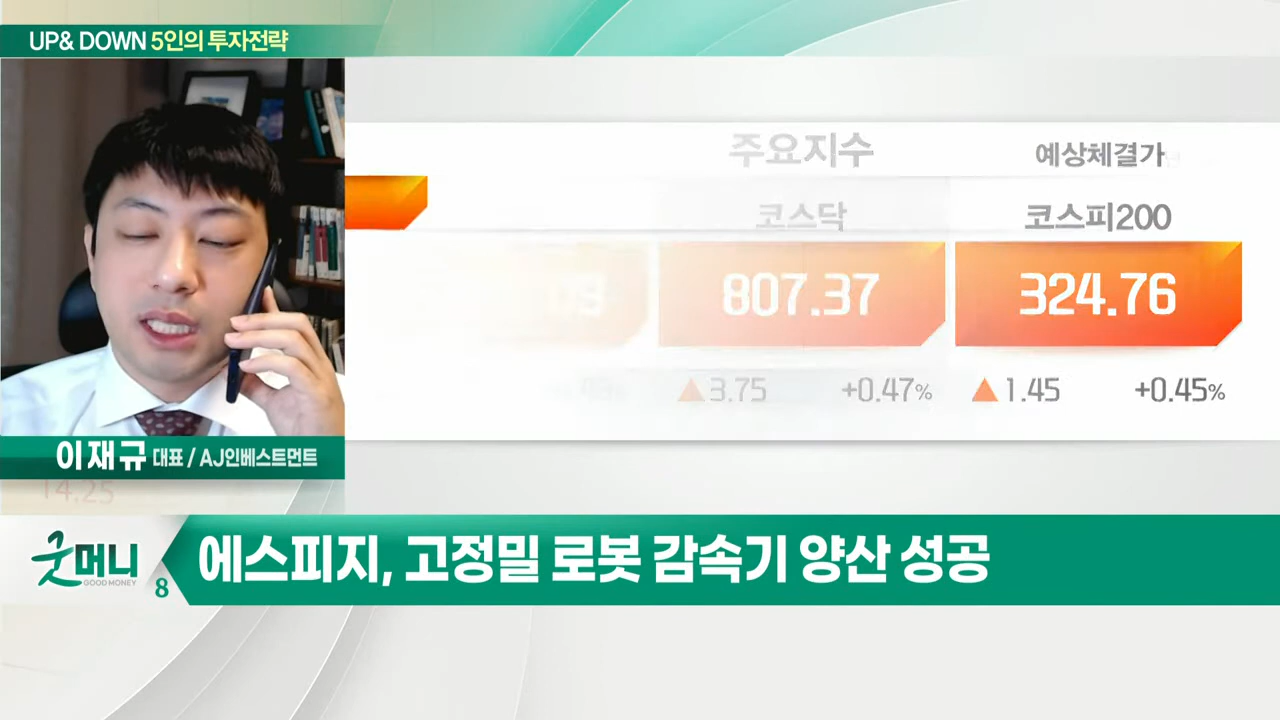 UP& DOWN 5인의 투자전략
주요지수
예상체결가
코스닥
코스피200
807.37
324.76
▲3.75 +0.47%
▲1.45 +0.45%
이재규 대표 / AJ인베스트먼트
14.25
굿머니
GOOD MONEY
8
에스피지, 고정밀 로봇 감속기 양산 성공